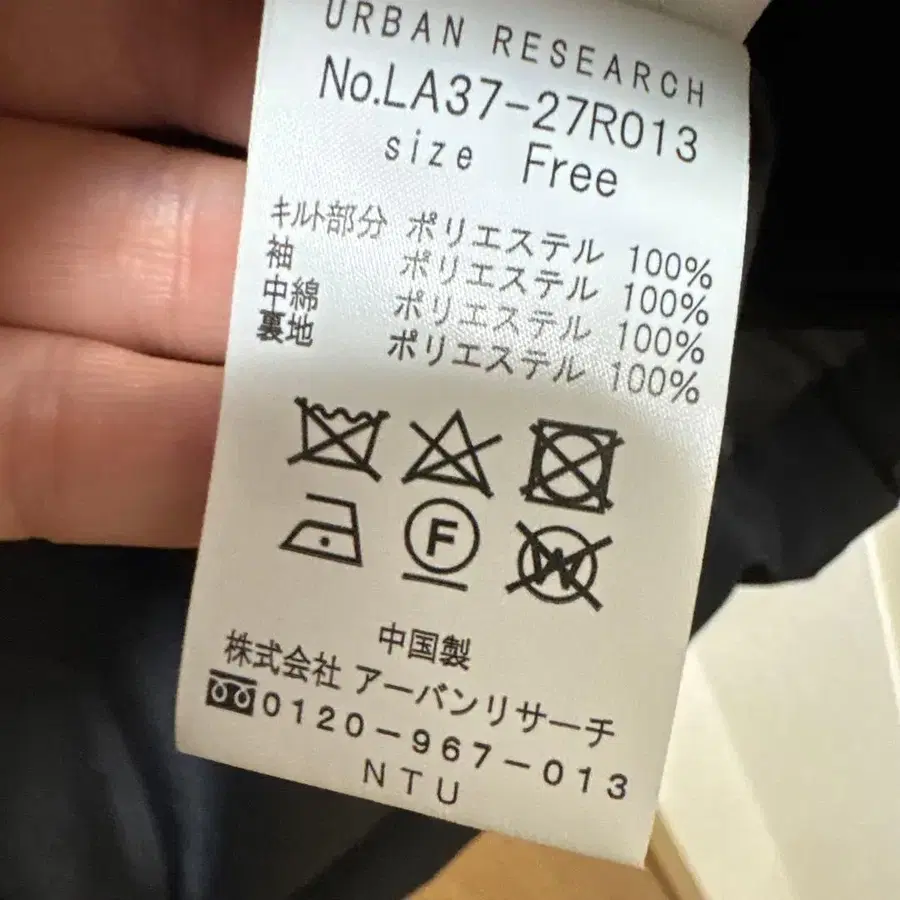 URBAN RESEARCH
No.LA37-27R013
size Free
キルト部分 ポリエステル 100%
袖 ポリエステル 100%
中綿 ポリエステル 100%
裏地 ポリエステル 100%
F
W
中国製
株式会社 アーバンリサーチ
0120-967-013
NTU